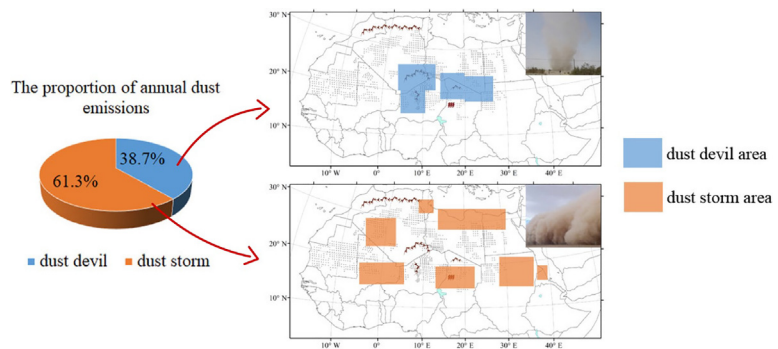 The proportion of annual dust
emissions
38.7%
61.3%
dust devil
dust storm
30° N
20° N
10° N
10° W
0°
10° E
20° E
30° E
40° E
30° N
20° N
10° N
10° W
0°
10° E
20° E
30° E
40° E
dust devil area
dust storm area